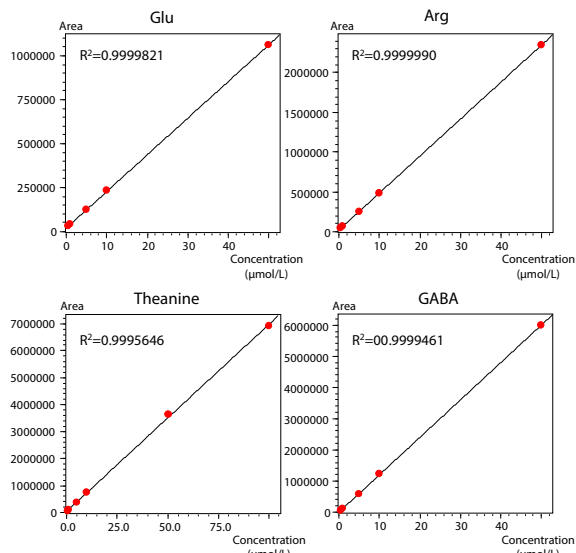 Glu
Area
R²=0.9999821
1000000
750000
500000
250000
0
0 10 20 30 40
Concentration
(μmol/L)
Arg
Area
R²=0.9999990
2000000
1500000
1000000
500000
0
0 10 20 30 40
Concentration
(μmol/L)
Theanine
Area
R²=0.9995646
7000000
6000000
5000000
4000000
3000000
2000000
1000000
0
0.0 25.0 50.0 75.0
Concentration
(μmol/L)
GABA
Area
R²=00.9999461
6000000
5000000
4000000
3000000
2000000
1000000
0
0 10 20 30 40
Concentration
(μmol/L)